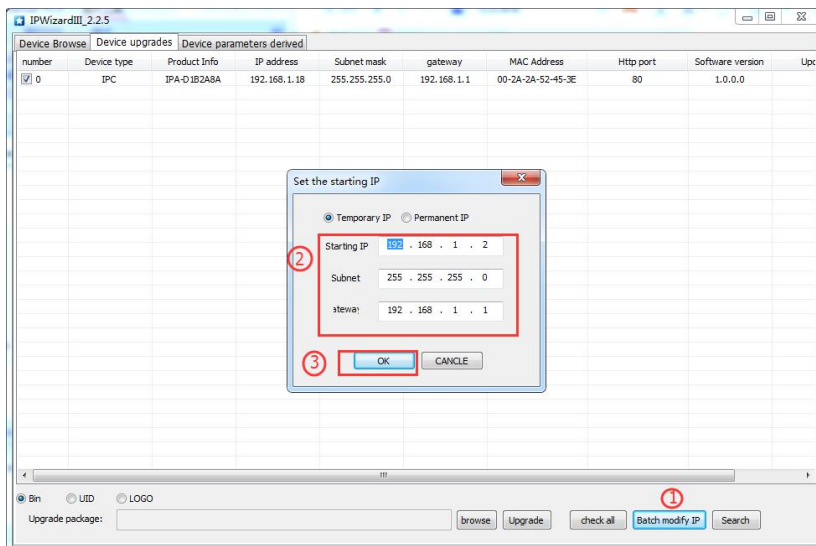 IPWizardIII_2.2.5
Device Browse Device upgrades Device parameters derived
number Device type Product Info IP address Subnet mask gateway MAC Address Http port Software version Upd
0 IPC IPA-D1B2A8A 192.168.1.18 255.255.255.0 192.168.1.1 00-2A-2A-52-45-3E 80 1.0.0.0
Set the starting IP
Temporary IP Permanent IP
② Starting IP 192 . 168 . 1 . 2
Subnet 255 . 255 . 255 . 0
ateway 192 . 168 . 1 . 1
③ OK CANCLE
Bin UID LOGO ①
Upgrade package: browse Upgrade check all Batch modify IP Search